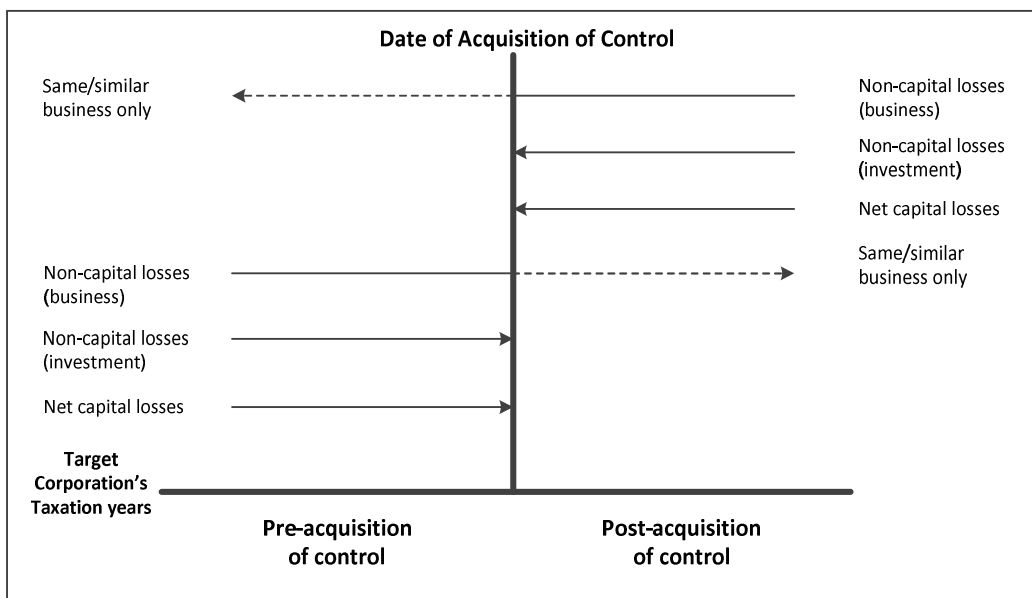 Date of Acquisition of Control
Same/similar
business only
Non-capital losses
(business)
Non-capital losses
(investment)
Net capital losses
Same/similar
business only
Non-capital losses
(business)
Non-capital losses
(investment)
Net capital losses
Target
Corporation’s
Taxation years
Pre-acquisition
of control
Post-acquisition
of control